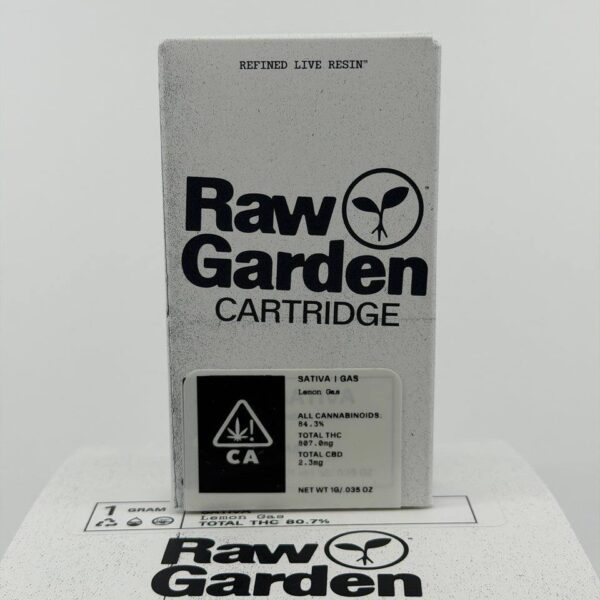 REFINED LIVE RESIN™
Raw
Garden
CARTRIDGE
SATIVA | GAS
Lemon Gas
ALL CANNABINOIDS:
84.3%
TOTAL THC
807.0mg
TOTAL CBD
2.3mg
NET WT 1G/.035 OZ
CA
1 GRAM
Lemon Gas
TOTAL THC 80.7%
Raw
Garden